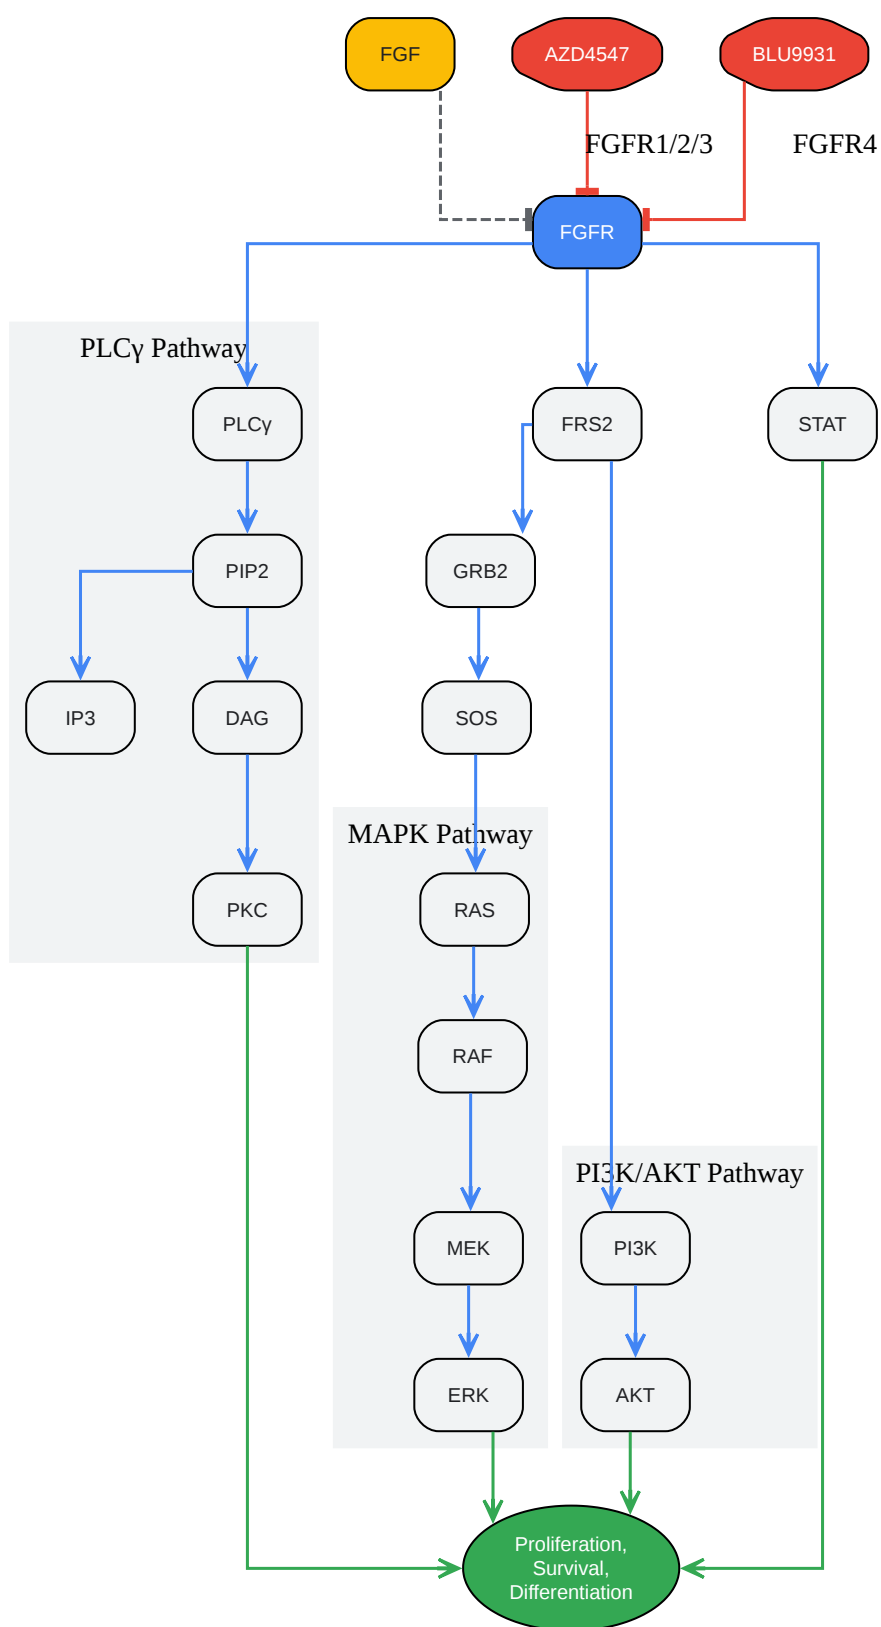 FGF
AZD4547
BLU9931
FGFR1/2/3
FGFR4
FGFR
PLCγ Pathway
PLCγ
FRS2
STAT
PIP2
GRB2
IP3
DAG
SOS
MAPK Pathway
PKC
RAS
RAF
PI3K/AKT Pathway
MEK
PI3K
ERK
AKT
Proliferation,
Survival,
Differentiation